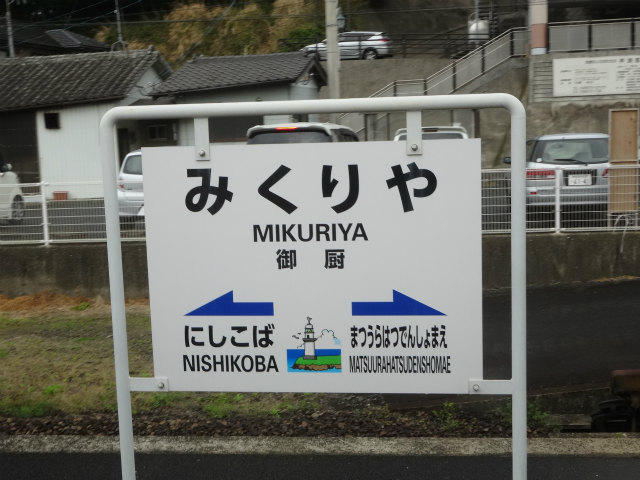 みくりや
MIKURIYA
御厨
にしこば
NISHIKOBA
まつうらはつでんしょまえ
MATSUURAHATSUDENSHOMAE